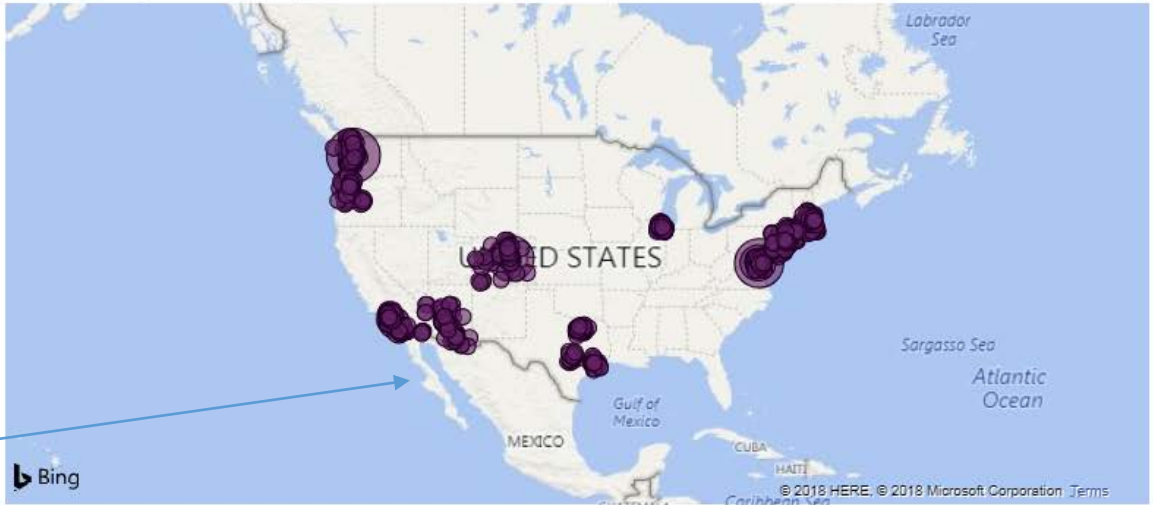 Labrador
Sea
UNITED STATES
Sargasso Sea
Atlantic
Ocean
Gulf of
Mexico
MEXICO
CUBA
HAITI
Bing
© 2018 HERE, © 2018 Microsoft Corporation Terms
Caribbean Sea